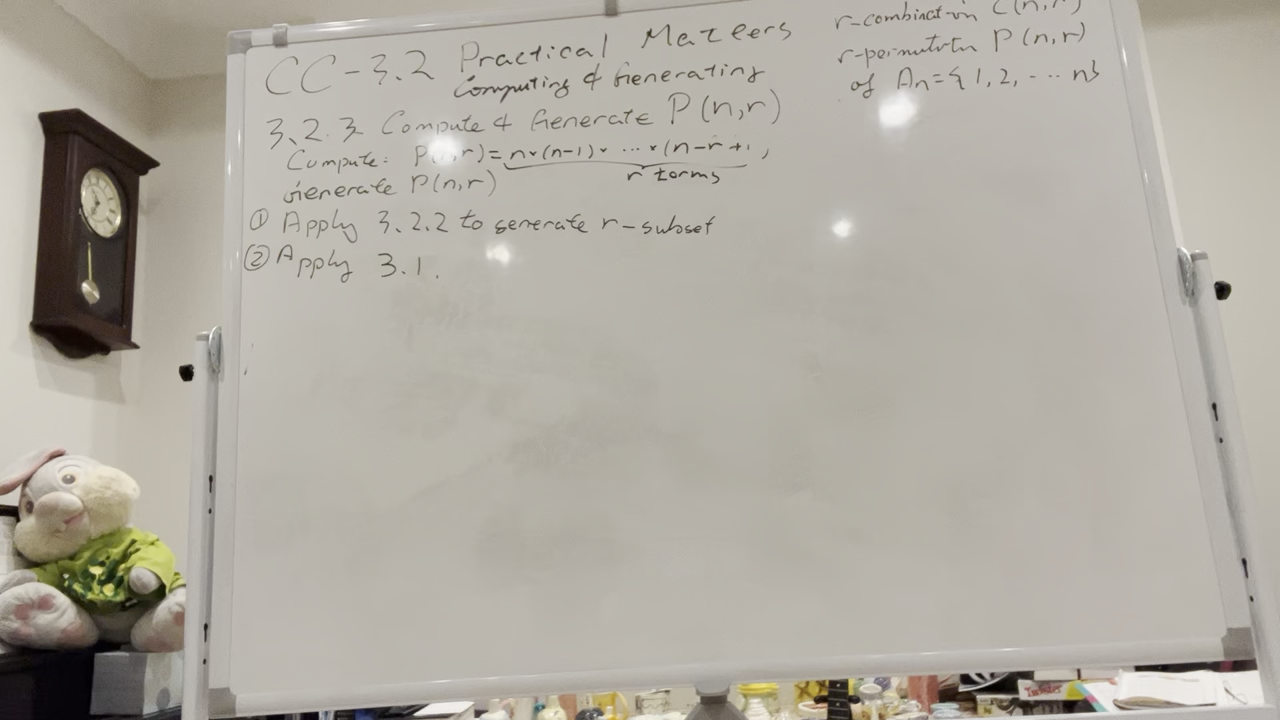 CC-3.2 Practical Matters
Computing & Generating
3.2.3 Compute & Generate P(n,r)
Compute: P(n,r)=n×(n-1)× ··· ×(n-r+1)
r terms
Generate P(n,r)
① Apply 3.2.2 to generate r-subset
② Apply 3.1.
r-combination C(n,r)
r-permutatn P(n,r)
of An={1,2, ··· n}